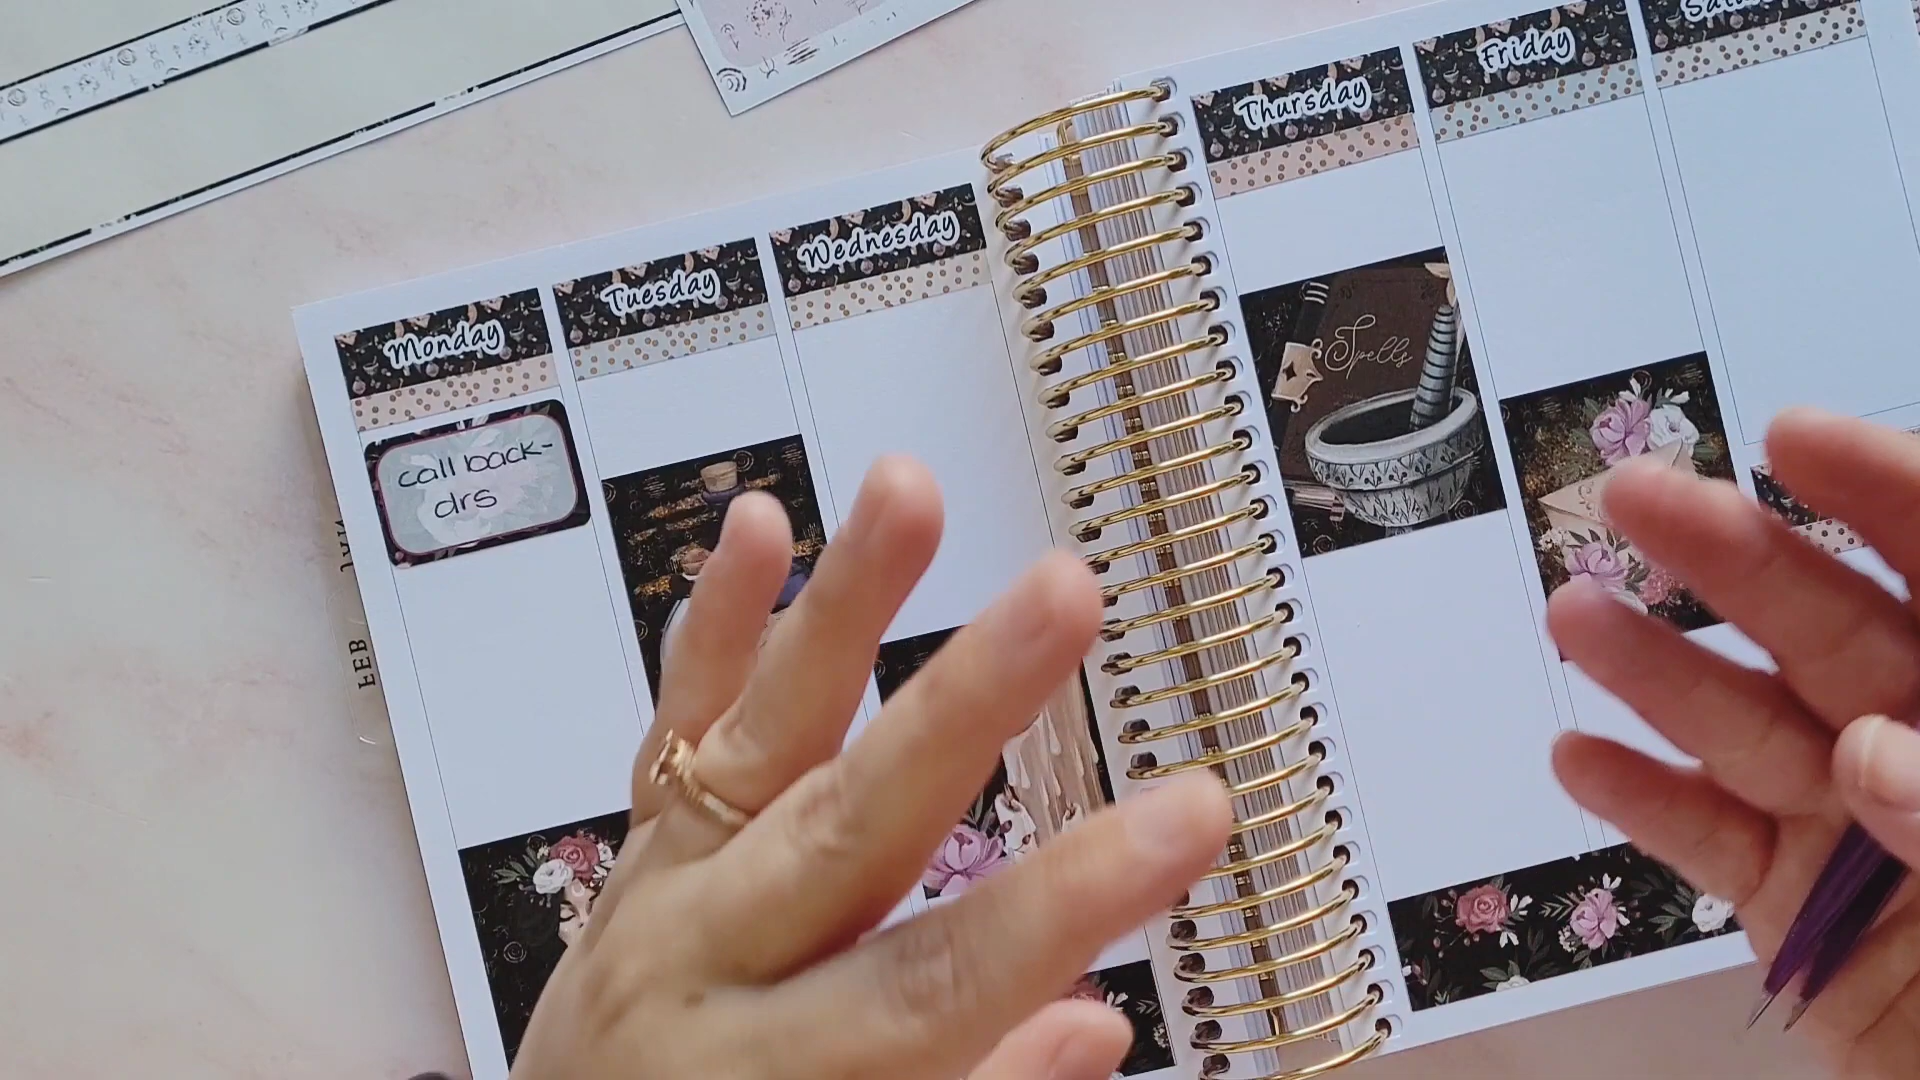 Monday
Tuesday
Wednesday
Thursday
Friday
call back-
drs
Spells
FEB